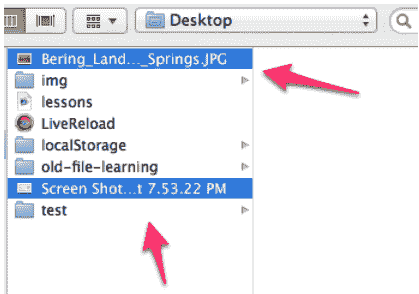 Desktop
Bering_Land..._Springs.JPG
img
lessons
LiveReload
localStorage
old-file-learning
Screen Shot...t 7.53.22 PM
test